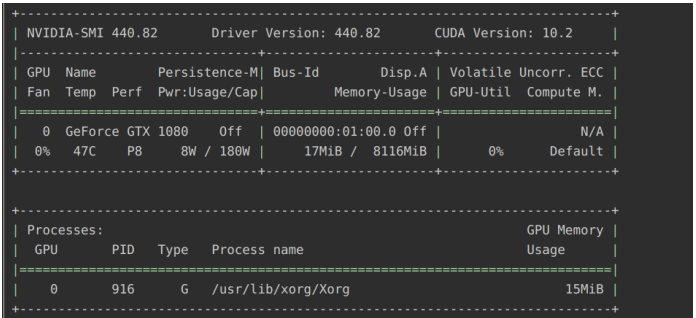 +-----------------------------------------------------------------------------+
| NVIDIA-SMI 440.82       Driver Version: 440.82       CUDA Version: 10.2     |
|-------------------------------+----------------------+----------------------+
| GPU  Name        Persistence-M| Bus-Id        Disp.A | Volatile Uncorr. ECC |
| Fan  Temp  Perf  Pwr:Usage/Cap|         Memory-Usage | GPU-Util  Compute M. |
|===============================+======================+======================|
|   0  GeForce GTX 1080    Off  | 00000000:01:00.0 Off |                  N/A |
|  0%   47C    P8     8W / 180W |     17MiB /  8116MiB |      0%      Default |
+-------------------------------+----------------------+----------------------+

+-----------------------------------------------------------------------------+
| Processes:                                                       GPU Memory |
|  GPU       PID   Type   Process name                             Usage      |
|=============================================================================|
|    0       916      G   /usr/lib/xorg/Xorg                            15MiB |
+-----------------------------------------------------------------------------+